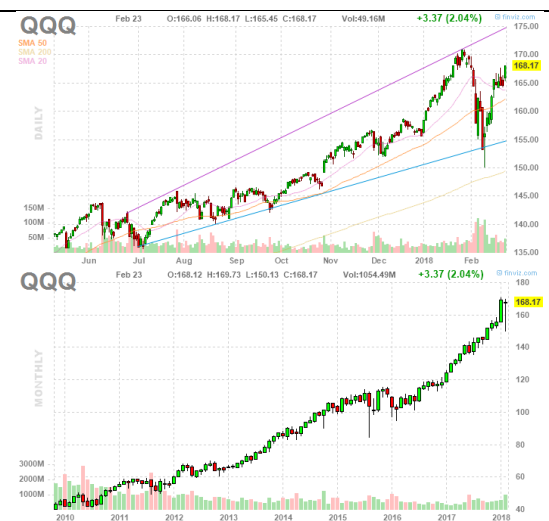 QQQ
Feb 23 O:166.06 H:168.17 L:165.45 C:168.17 Vol:49.16M +3.37 (2.04%) © finviz.com
SMA 50
SMA 200
SMA 20
175.00
170.00
168.17
165.00
160.00
155.00
150.00
145.00
140.00
135.00
DAILY
150M
100M
50M
Jun Jul Aug Sep Oct Nov Dec 2018 Feb
QQQ
Feb 23 O:168.12 H:169.73 L:150.13 C:168.17 Vol:1054.49M +3.37 (2.04%) © finviz.com
180
168.17
160
140
120
100
80
60
40
MONTHLY
3000M
2000M
1000M
2010 2011 2012 2013 2014 2015 2016 2017 2018